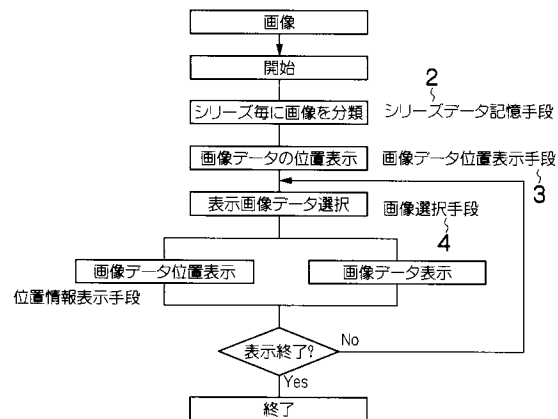 画像
開始
2
シリーズ毎に画像を分類
シリーズデータ記憶手段
画像データの位置表示
画像データ位置表示手段
3
表示画像データ選択
画像選択手段
4
画像データ位置表示
画像データ表示
位置情報表示手段
表示終了?
No
Yes
終了